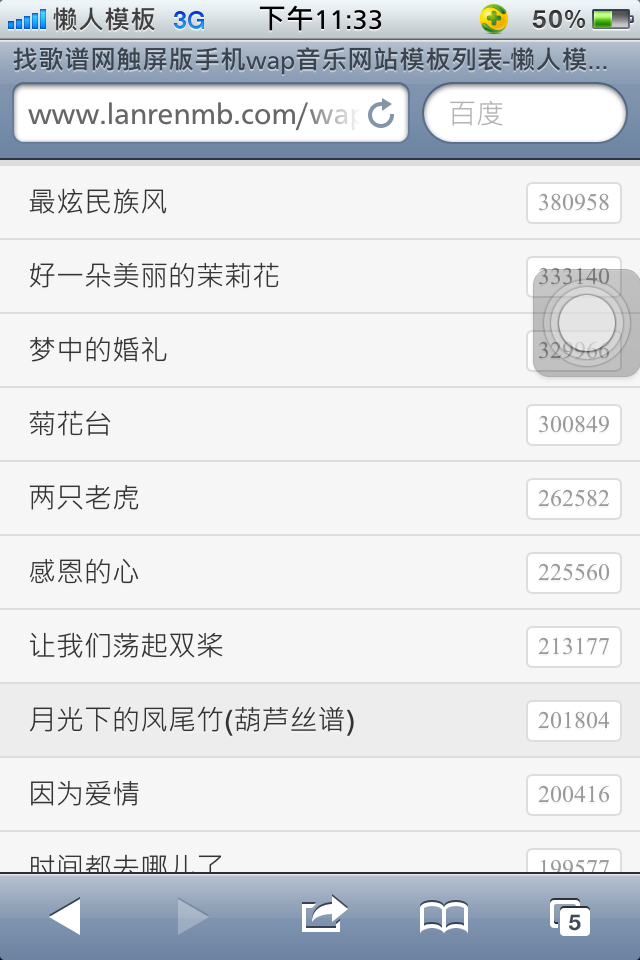 懒人模板 3G 下午11:33 50%
找歌谱网触屏版手机wap音乐网站模板列表-懒人模...
www.lanrenmb.com/wap 百度
最炫民族风 380958
好一朵美丽的茉莉花 333140
梦中的婚礼 329966
菊花台 300849
两只老虎 262582
感恩的心 225560
让我们荡起双桨 213177
月光下的凤尾竹(葫芦丝谱) 201804
因为爱情 200416
时间都去哪儿了 199577
5